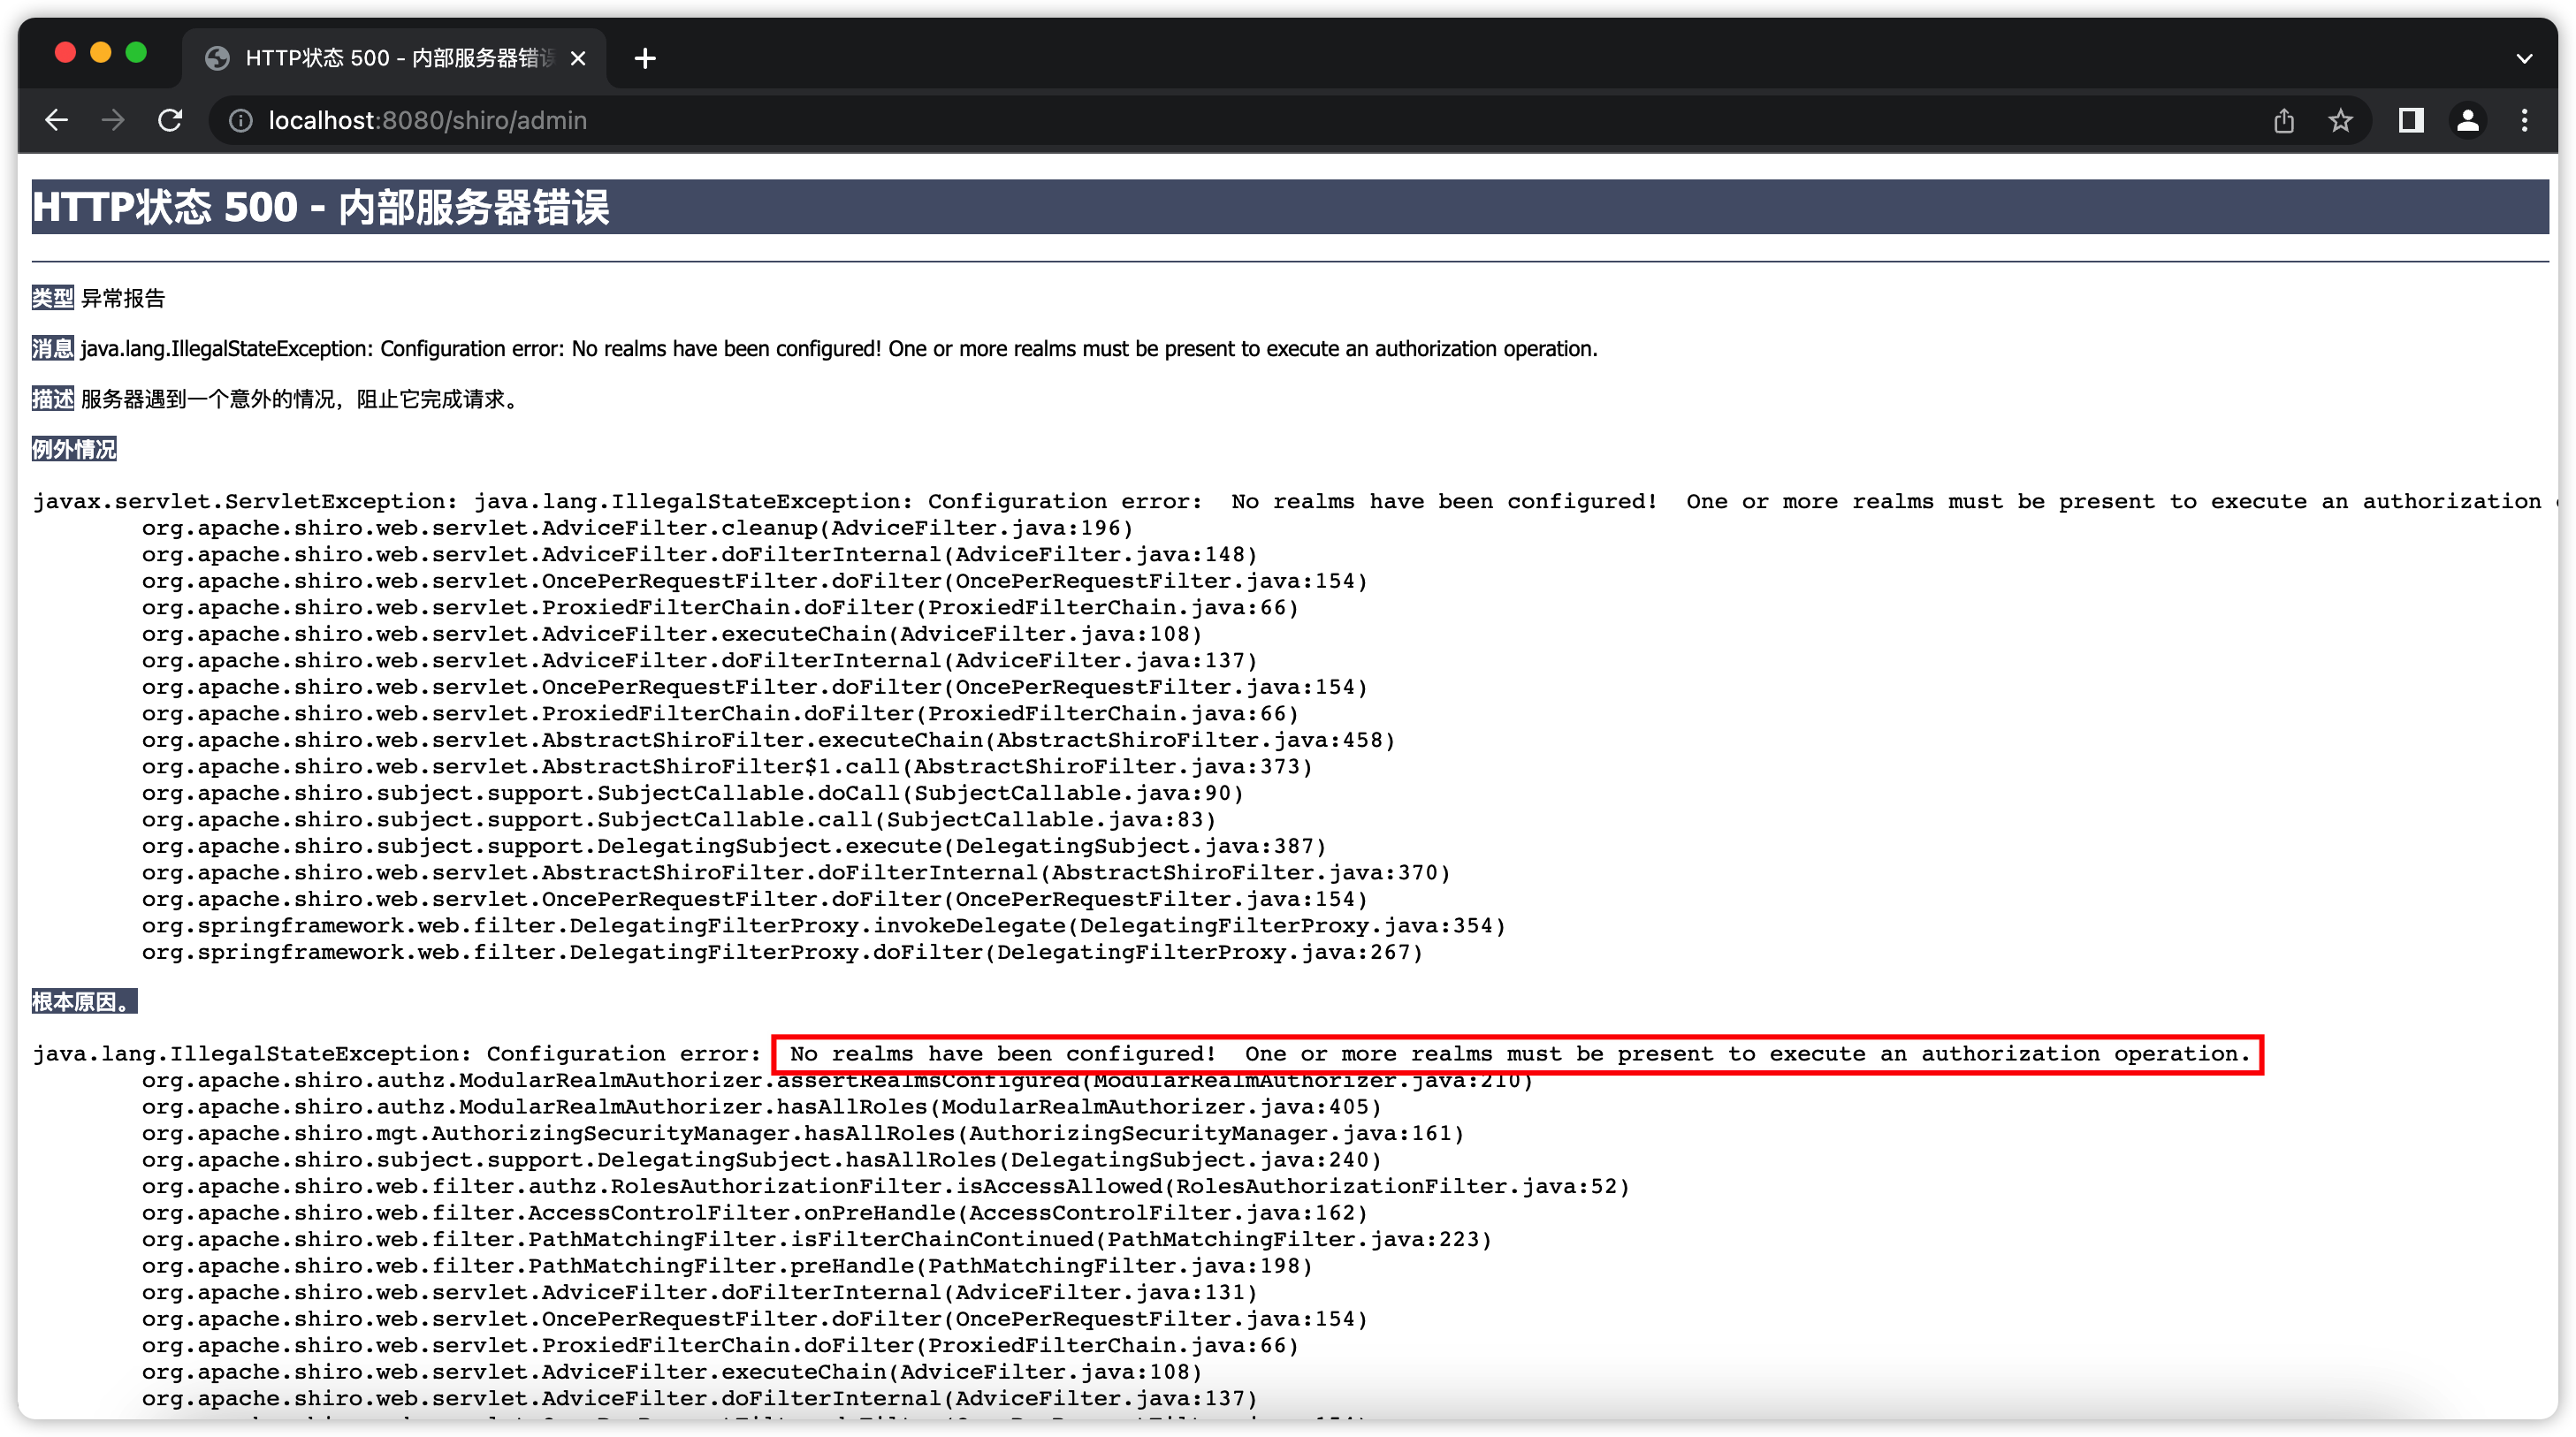 HTTP状态 500 - 内部服务器错误
localhost:8080/shiro/admin
HTTP状态 500 - 内部服务器错误
类型 异常报告
消息 java.lang.IllegalStateException: Configuration error: No realms have been configured! One or more realms must be present to execute an authorization operation.
描述 服务器遇到一个意外的情况，阻止它完成请求。
例外情况
javax.servlet.ServletException: java.lang.IllegalStateException: Configuration error:  No realms have been configured!  One or more realms must be present to execute an authorization
org.apache.shiro.web.servlet.AdviceFilter.cleanup(AdviceFilter.java:196)
org.apache.shiro.web.servlet.AdviceFilter.doFilterInternal(AdviceFilter.java:148)
org.apache.shiro.web.servlet.OncePerRequestFilter.doFilter(OncePerRequestFilter.java:154)
org.apache.shiro.web.servlet.ProxiedFilterChain.doFilter(ProxiedFilterChain.java:66)
org.apache.shiro.web.servlet.AdviceFilter.executeChain(AdviceFilter.java:108)
org.apache.shiro.web.servlet.AdviceFilter.doFilterInternal(AdviceFilter.java:137)
org.apache.shiro.web.servlet.OncePerRequestFilter.doFilter(OncePerRequestFilter.java:154)
org.apache.shiro.web.servlet.ProxiedFilterChain.doFilter(ProxiedFilterChain.java:66)
org.apache.shiro.web.servlet.AbstractShiroFilter.executeChain(AbstractShiroFilter.java:458)
org.apache.shiro.web.servlet.AbstractShiroFilter$1.call(AbstractShiroFilter.java:373)
org.apache.shiro.subject.support.SubjectCallable.doCall(SubjectCallable.java:90)
org.apache.shiro.subject.support.SubjectCallable.call(SubjectCallable.java:83)
org.apache.shiro.subject.support.DelegatingSubject.execute(DelegatingSubject.java:387)
org.apache.shiro.web.servlet.AbstractShiroFilter.doFilterInternal(AbstractShiroFilter.java:370)
org.apache.shiro.web.servlet.OncePerRequestFilter.doFilter(OncePerRequestFilter.java:154)
org.springframework.web.filter.DelegatingFilterProxy.invokeDelegate(DelegatingFilterProxy.java:354)
org.springframework.web.filter.DelegatingFilterProxy.doFilter(DelegatingFilterProxy.java:267)
根本原因。
java.lang.IllegalStateException: Configuration error:  No realms have been configured!  One or more realms must be present to execute an authorization operation.
org.apache.shiro.authz.ModularRealmAuthorizer.assertRealmsConfigured(ModularRealmAuthorizer.java:210)
org.apache.shiro.authz.ModularRealmAuthorizer.hasAllRoles(ModularRealmAuthorizer.java:405)
org.apache.shiro.mgt.AuthorizingSecurityManager.hasAllRoles(AuthorizingSecurityManager.java:161)
org.apache.shiro.subject.support.DelegatingSubject.hasAllRoles(DelegatingSubject.java:240)
org.apache.shiro.web.filter.authz.RolesAuthorizationFilter.isAccessAllowed(RolesAuthorizationFilter.java:52)
org.apache.shiro.web.filter.AccessControlFilter.onPreHandle(AccessControlFilter.java:162)
org.apache.shiro.web.filter.PathMatchingFilter.isFilterChainContinued(PathMatchingFilter.java:223)
org.apache.shiro.web.filter.PathMatchingFilter.preHandle(PathMatchingFilter.java:198)
org.apache.shiro.web.servlet.AdviceFilter.doFilterInternal(AdviceFilter.java:131)
org.apache.shiro.web.servlet.OncePerRequestFilter.doFilter(OncePerRequestFilter.java:154)
org.apache.shiro.web.servlet.ProxiedFilterChain.doFilter(ProxiedFilterChain.java:66)
org.apache.shiro.web.servlet.AdviceFilter.executeChain(AdviceFilter.java:108)
org.apache.shiro.web.servlet.AdviceFilter.doFilterInternal(AdviceFilter.java:137)